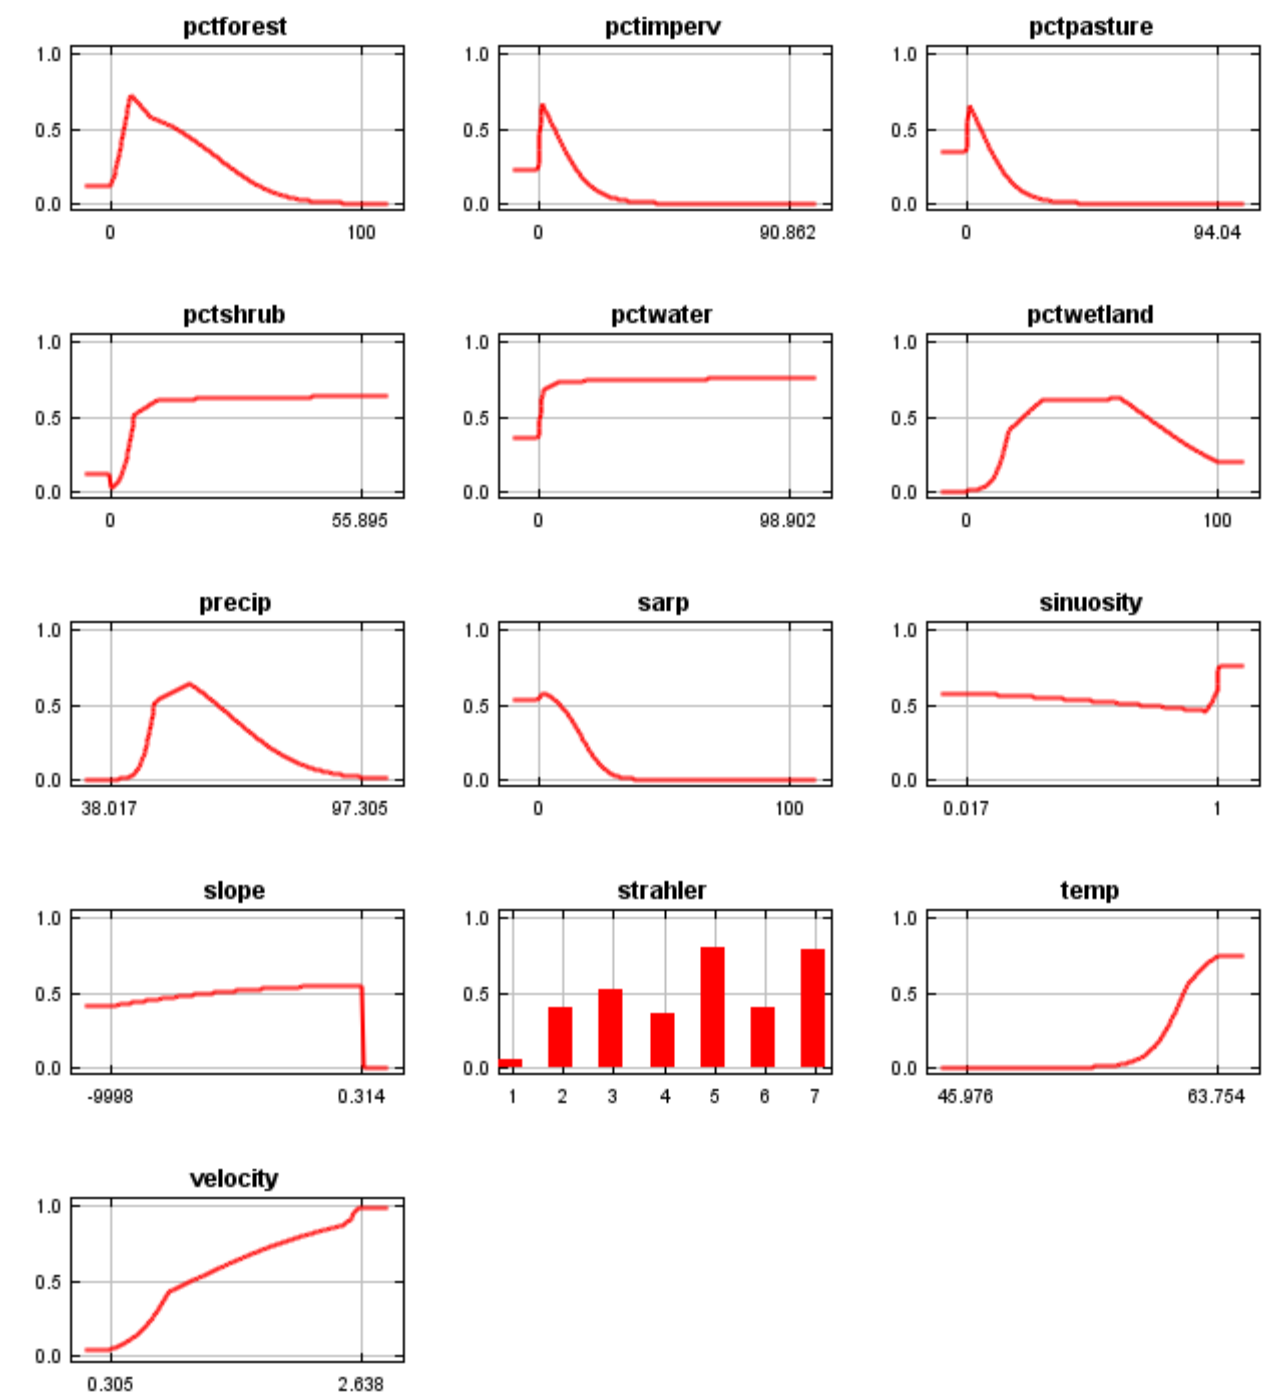 pctforest pctimperv pctpasture
1.0 1.0 1.0
0.5 0.5 0.5
0.0 0.0 0.0
0 100 0 90.862 0 94.04
pctshrub pctwater pctwetland
1.0 1.0 1.0
0.5 0.5 0.5
0.0 0.0 0.0
0 55.895 0 98.902 0 100
precip sarp sinuosity
1.0 1.0 1.0
0.5 0.5 0.5
0.0 0.0 0.0
38.017 97.305 0 100 0.017 1
slope strahler temp
1.0 1.0 1.0
0.5 0.5 0.5
0.0 0.0 0.0
-9998 0.314 1 2 3 4 5 6 7 45.976 63.754
velocity
1.0
0.5
0.0
0.305 2.638